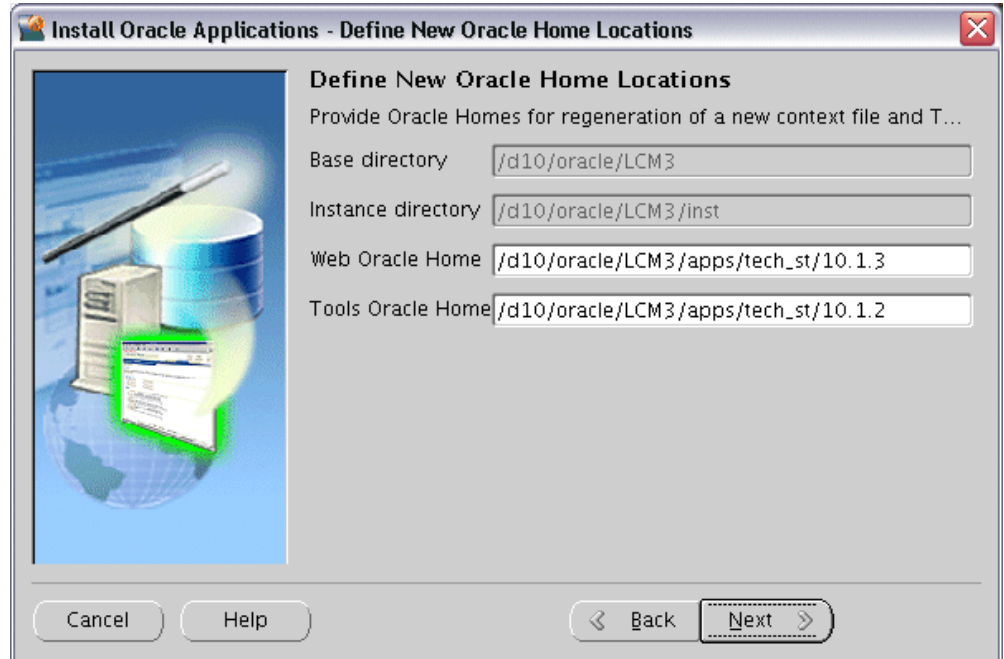 Install Oracle Applications - Define New Oracle Home Locations
Define New Oracle Home Locations
Provide Oracle Homes for regeneration of a new context file and T...
Base directory /d10/oracle/LCM3
Instance directory /d10/oracle/LCM3/inst
Web Oracle Home /d10/oracle/LCM3/apps/tech_st/10.1.3
Tools Oracle Home /d10/oracle/LCM3/apps/tech_st/10.1.2
Cancel Help Back Next